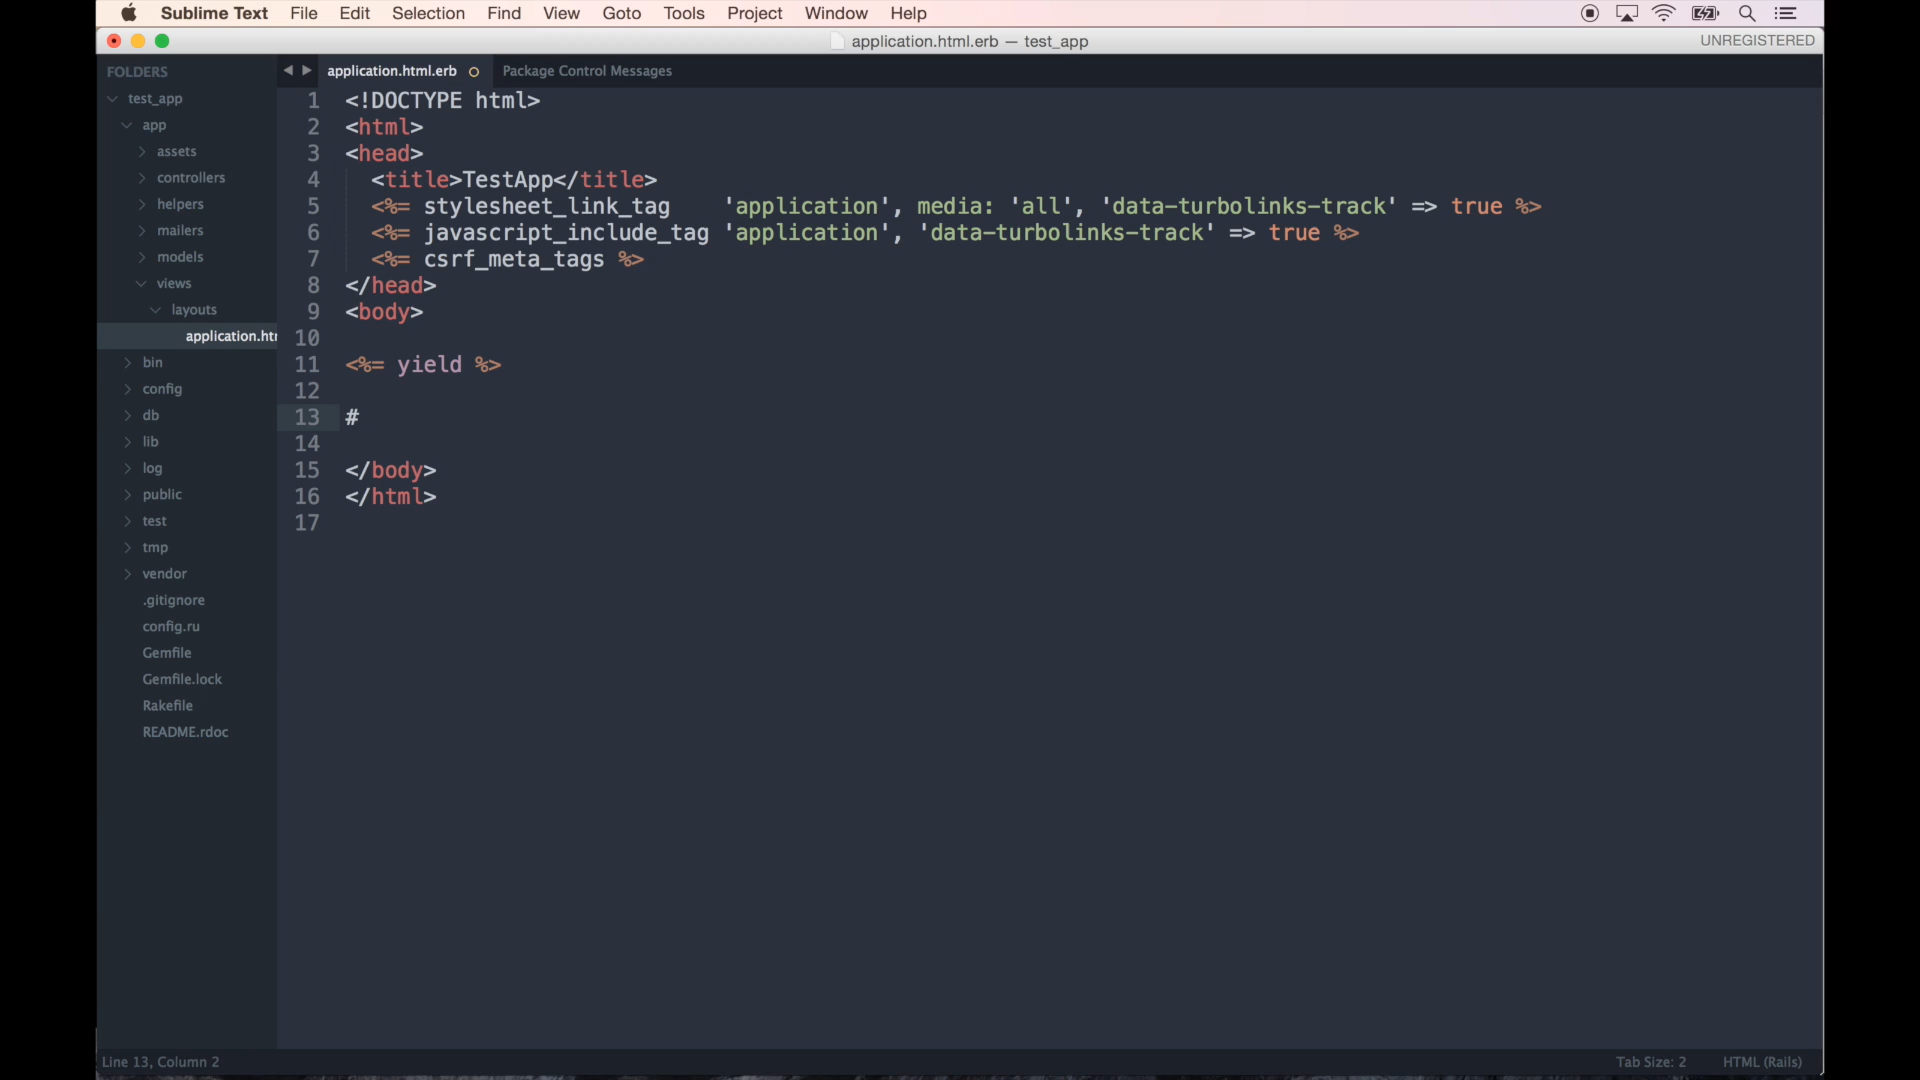 Sublime Text File Edit Selection Find View Goto Tools Project Window Help
application.html.erb — test_app UNREGISTERED
FOLDERS
test_app
app
assets
controllers
helpers
mailers
models
views
layouts
application.htm
bin
config
db
lib
log
public
test
tmp
vendor
.gitignore
config.ru
Gemfile
Gemfile.lock
Rakefile
README.rdoc
application.html.erb Package Control Messages
1 <!DOCTYPE html>
2 <html>
3 <head>
4 <title>TestApp</title>
5 <%= stylesheet_link_tag 'application', media: 'all', 'data-turbolinks-track' => true %>
6 <%= javascript_include_tag 'application', 'data-turbolinks-track' => true %>
7 <%= csrf_meta_tags %>
8 </head>
9 <body>
10
11 <%= yield %>
12
13 #
14
15 </body>
16 </html>
17
Line 13, Column 2 Tab Size: 2 HTML (Rails)